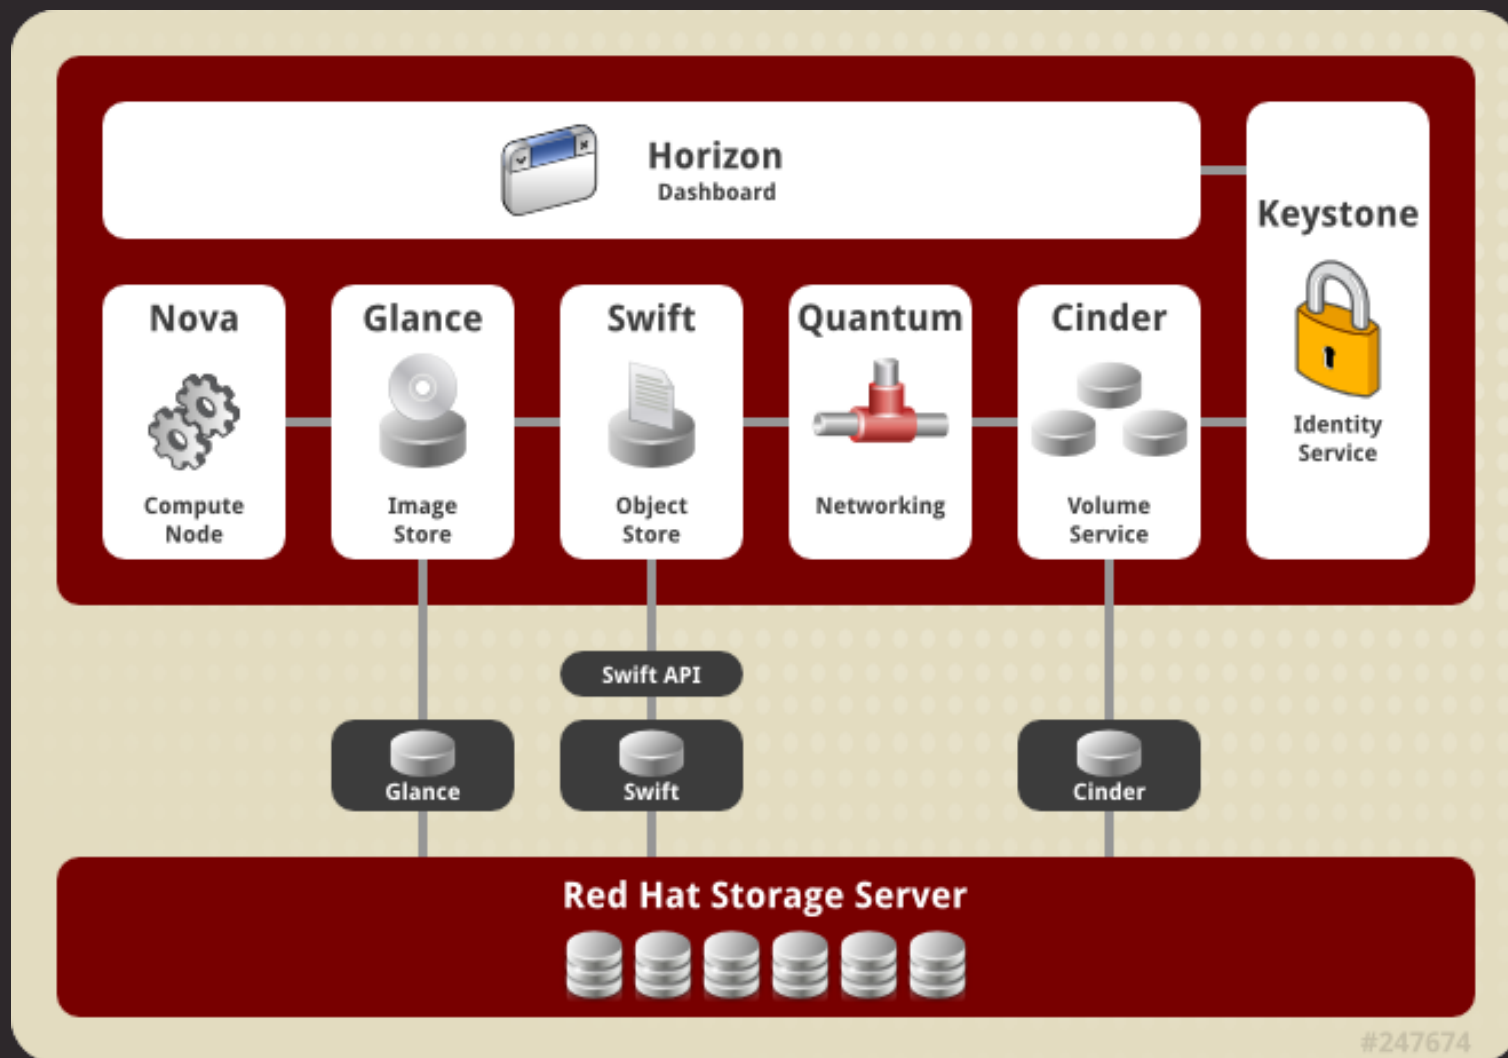 Horizon
Dashboard
Keystone
Identity
Service
Nova
Compute
Node
Glance
Image
Store
Swift
Object
Store
Quantum
Networking
Cinder
Volume
Service
Swift API
Glance
Swift
Cinder
Red Hat Storage Server
#247674